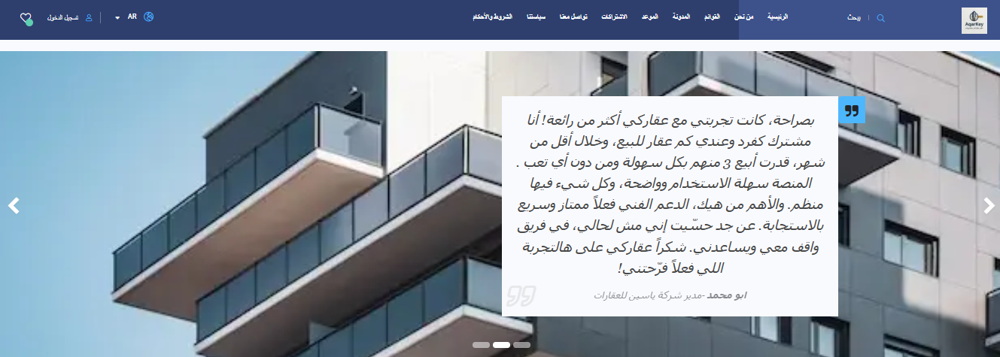 AqarKey
يبحث
الرئيسية
من نحن
القوائم
المدونة
الموعد
الاشتراكات
تواصل معنا
سياستنا
الشروط والأحكام
AR
تسجيل الدخول
بصراحة، كانت تجربتي مع عقاركي أكثر من رائعة! أنا
مشترك كفرد وعندي كم عقار للبيع، وخلال أقل من
شهر، قدرت أبيع 3 منهم بكل سهولة ومن دون أي تعب .
المنصة سهلة الاستخدام وواضحة، وكل شيء فيها
منظم. والأهم من هيك، الدعم الفني فعلاً ممتاز وسريع
بالاستجابة. عن جد حسّيت إني مش لحالي، في فريق
واقف معي ويساعدني. شكراً عقاركي على هالتجربة
اللي فعلاً فرّحتني!
ابو محمد -مدير شركة ياسين للعقارات